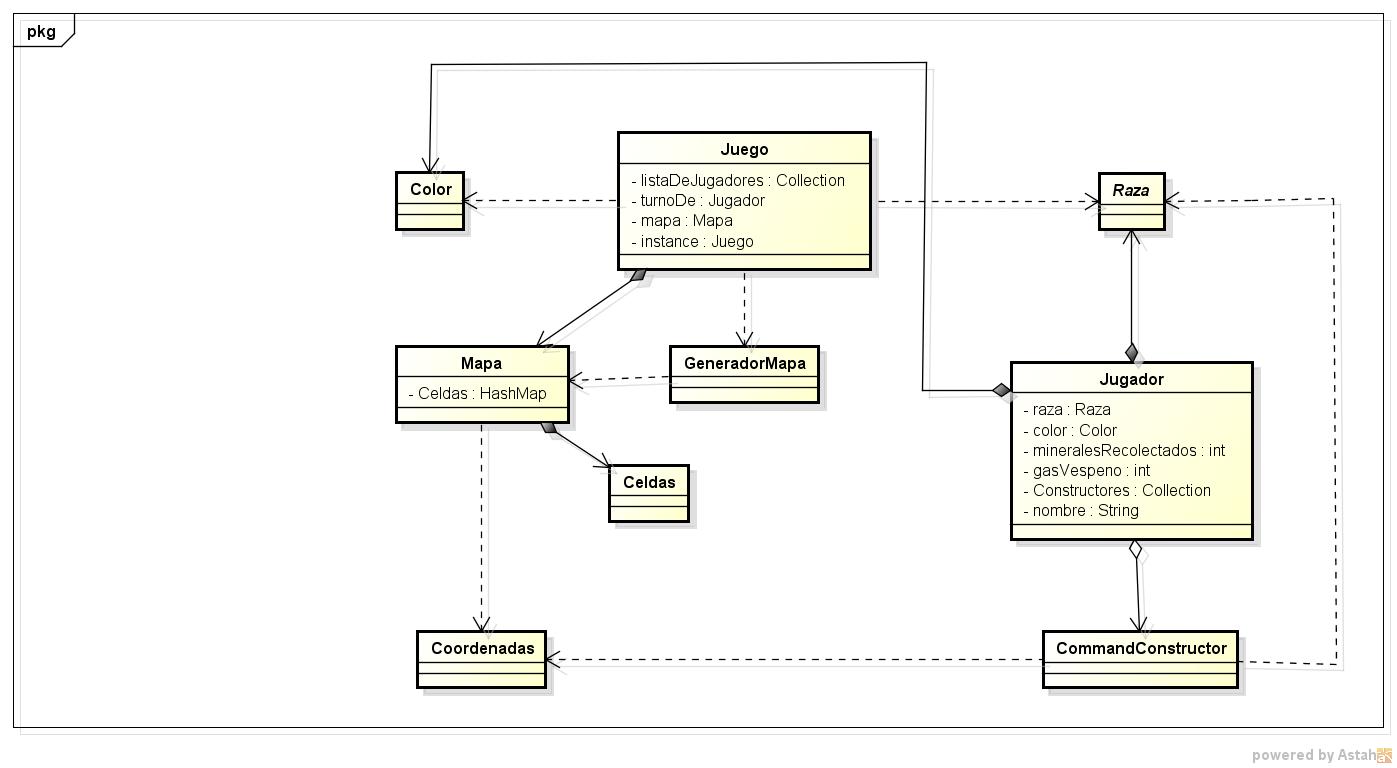 pkg
Juego
- listaDeJugadores : Collection
- turnoDe : Jugador
- mapa : Mapa
- instance : Juego
Color
Raza
Mapa
- Celdas : HashMap
GeneradorMapa
Jugador
- raza : Raza
- color : Color
- mineralesRecolectados : int
- gasVespeno : int
- Constructores : Collection
- nombre : String
Celdas
Coordenadas
CommandConstructor
powered by Astah